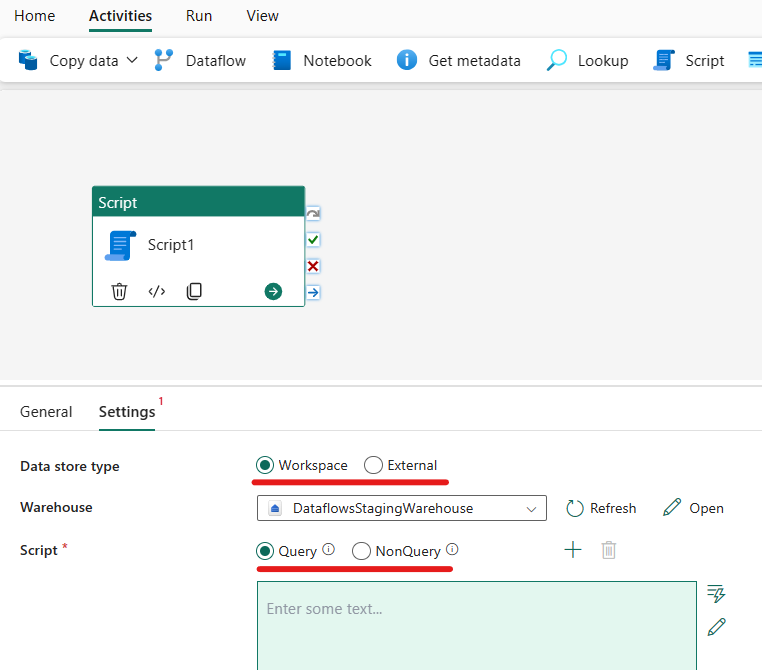 Home Activities Run View
Copy data Dataflow Notebook Get metadata Lookup Script
Script
Script1
General Settings 1
Data store type Workspace External
Warehouse DataflowsStagingWarehouse Refresh Open
Script * Query NonQuery
Enter some text...